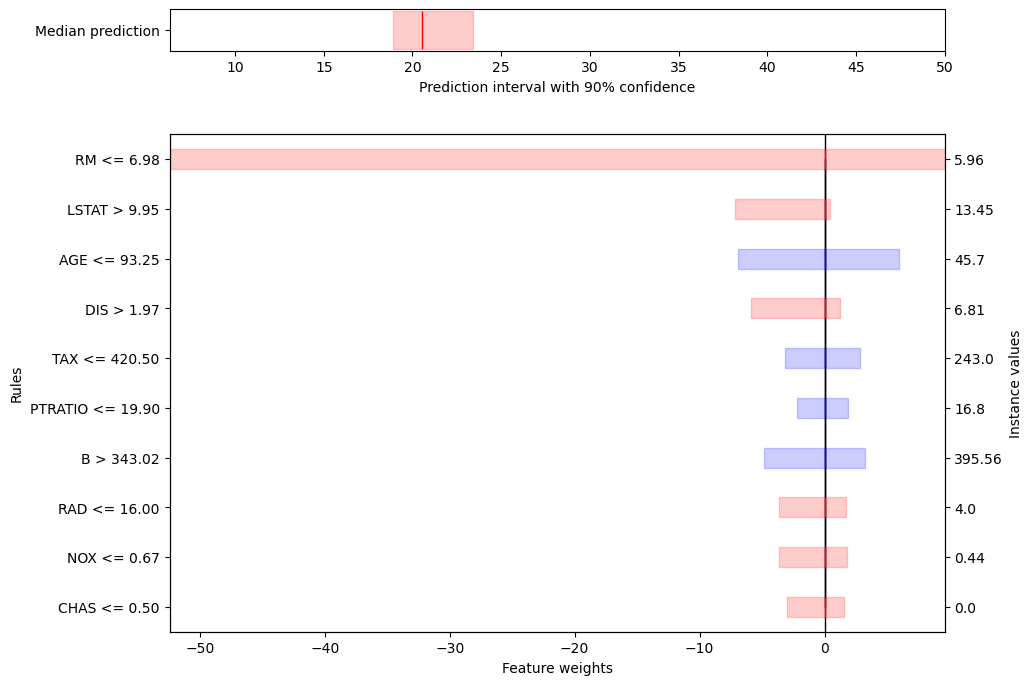 Median prediction
10 15 20 25 30 35 40 45 50
Prediction interval with 90% confidence
Rules
RM <= 6.98 5.96
LSTAT > 9.95 13.45
AGE <= 93.25 45.7
DIS > 1.97 6.81
TAX <= 420.50 243.0
PTRATIO <= 19.90 16.8
B > 343.02 395.56
RAD <= 16.00 4.0
NOX <= 0.67 0.44
CHAS <= 0.50 0.0
Instance values
−50 −40 −30 −20 −10 0
Feature weights